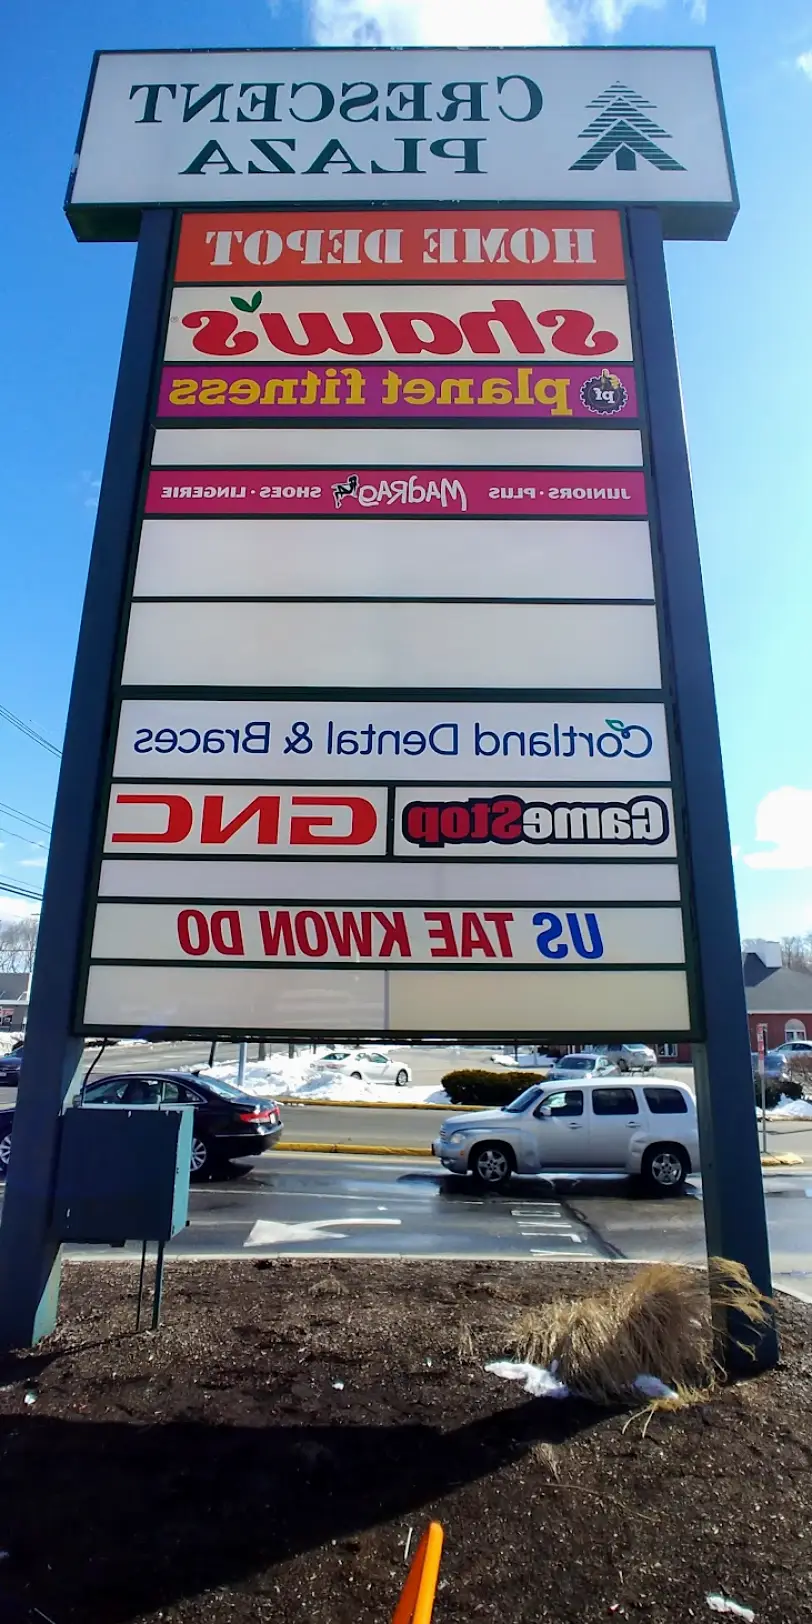 CRESCENT
PLAZA
HOME DEPOT
shaw's®
pf planet fitness
JUNIORS · PLUS MADRAG SHOES · LINGERIE
Cortland Dental & Braces
GameStop GNC
US TAE KWON DO